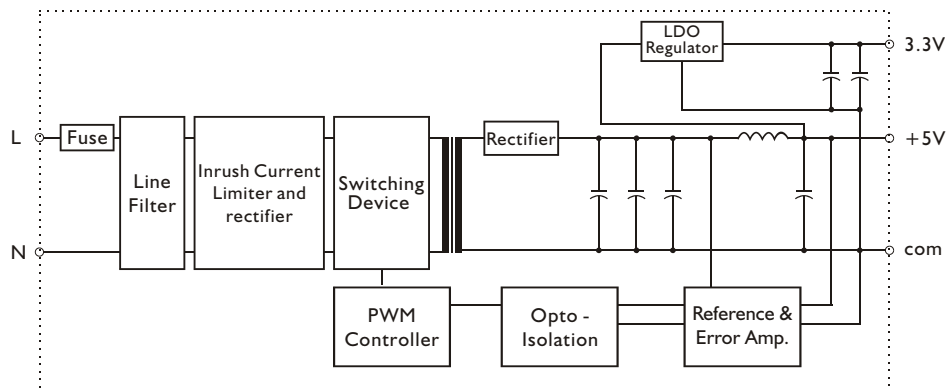 LDO
Regulator
3.3V
L
Fuse
Line
Filter
Inrush Current
Limiter and
rectifier
Switching
Device
Rectifier
+5V
N
com
PWM
Controller
Opto -
Isolation
Reference &
Error Amp.